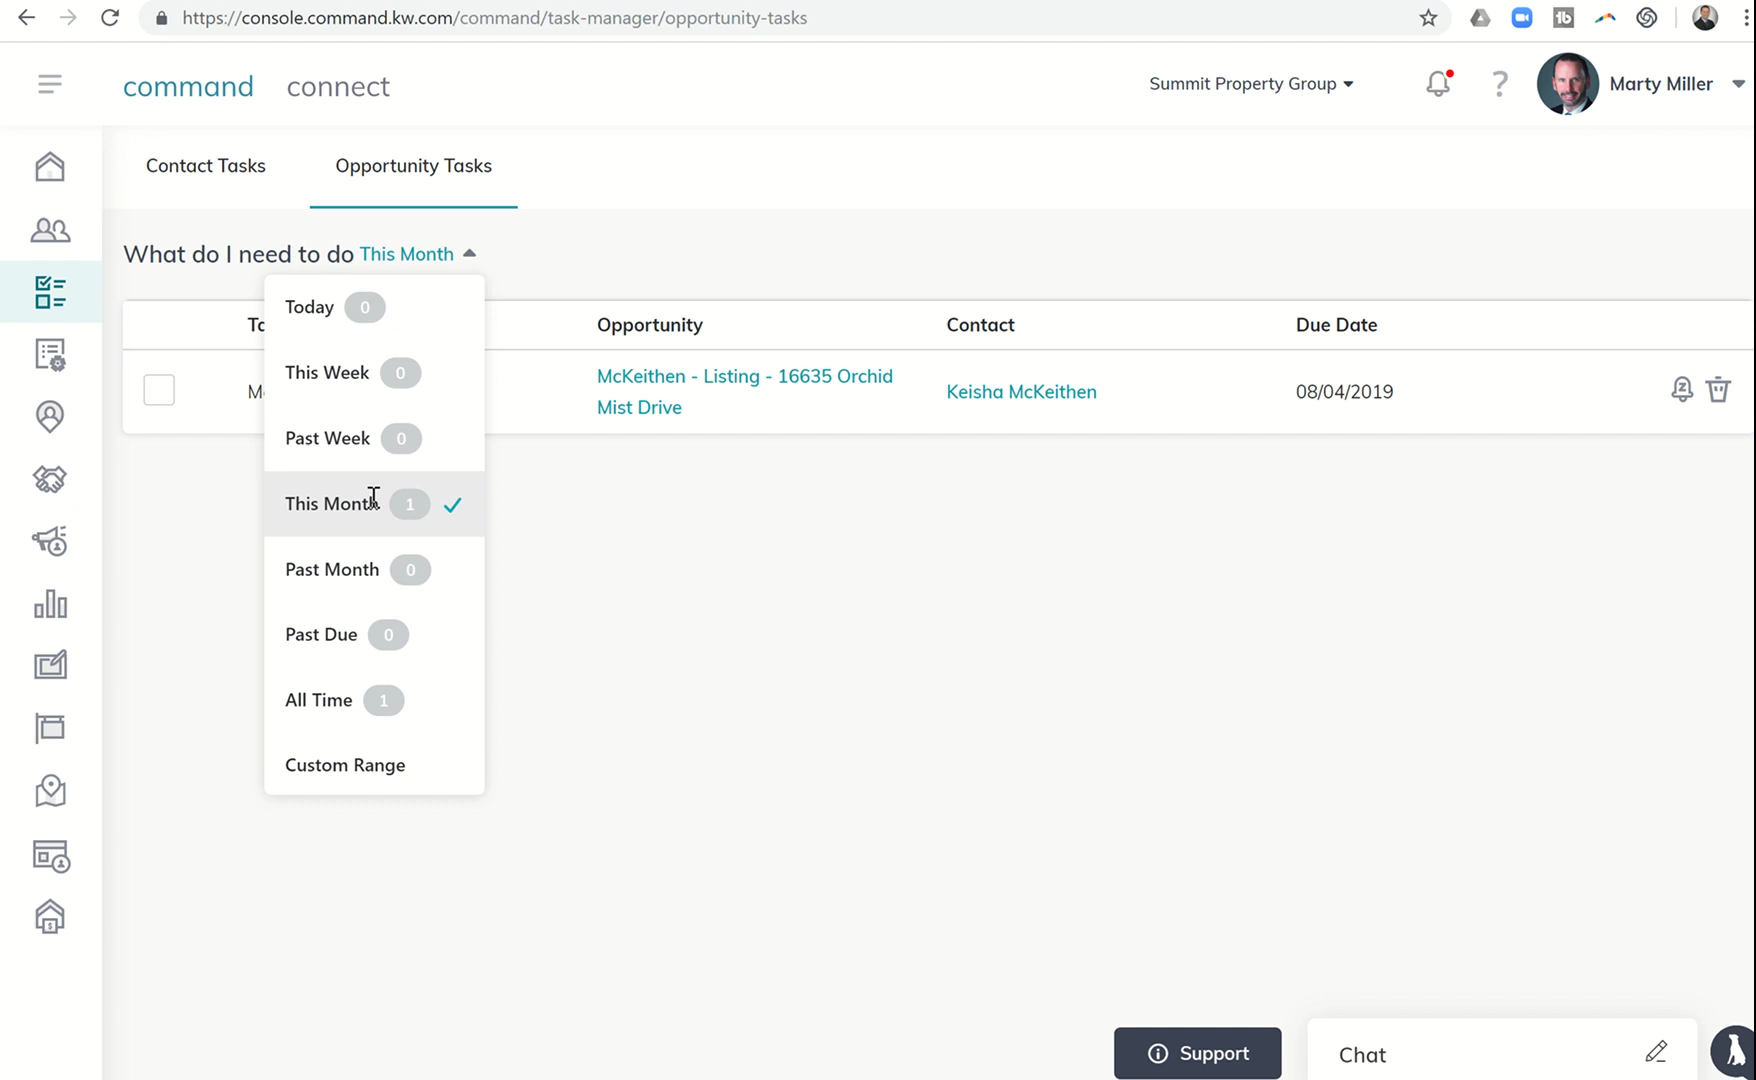 https://console.command.kw.com/command/task-manager/opportunity-tasks
command connect Summit Property Group ? Marty Miller
Contact Tasks Opportunity Tasks
What do I need to do This Month
Today 0
This Week 0
Past Week 0
This Month 1
Past Month 0
Past Due 0
All Time 1
Custom Range
Opportunity Contact Due Date
McKeithen - Listing - 16635 Orchid
Mist Drive
Keisha McKeithen 08/04/2019
Support
Chat